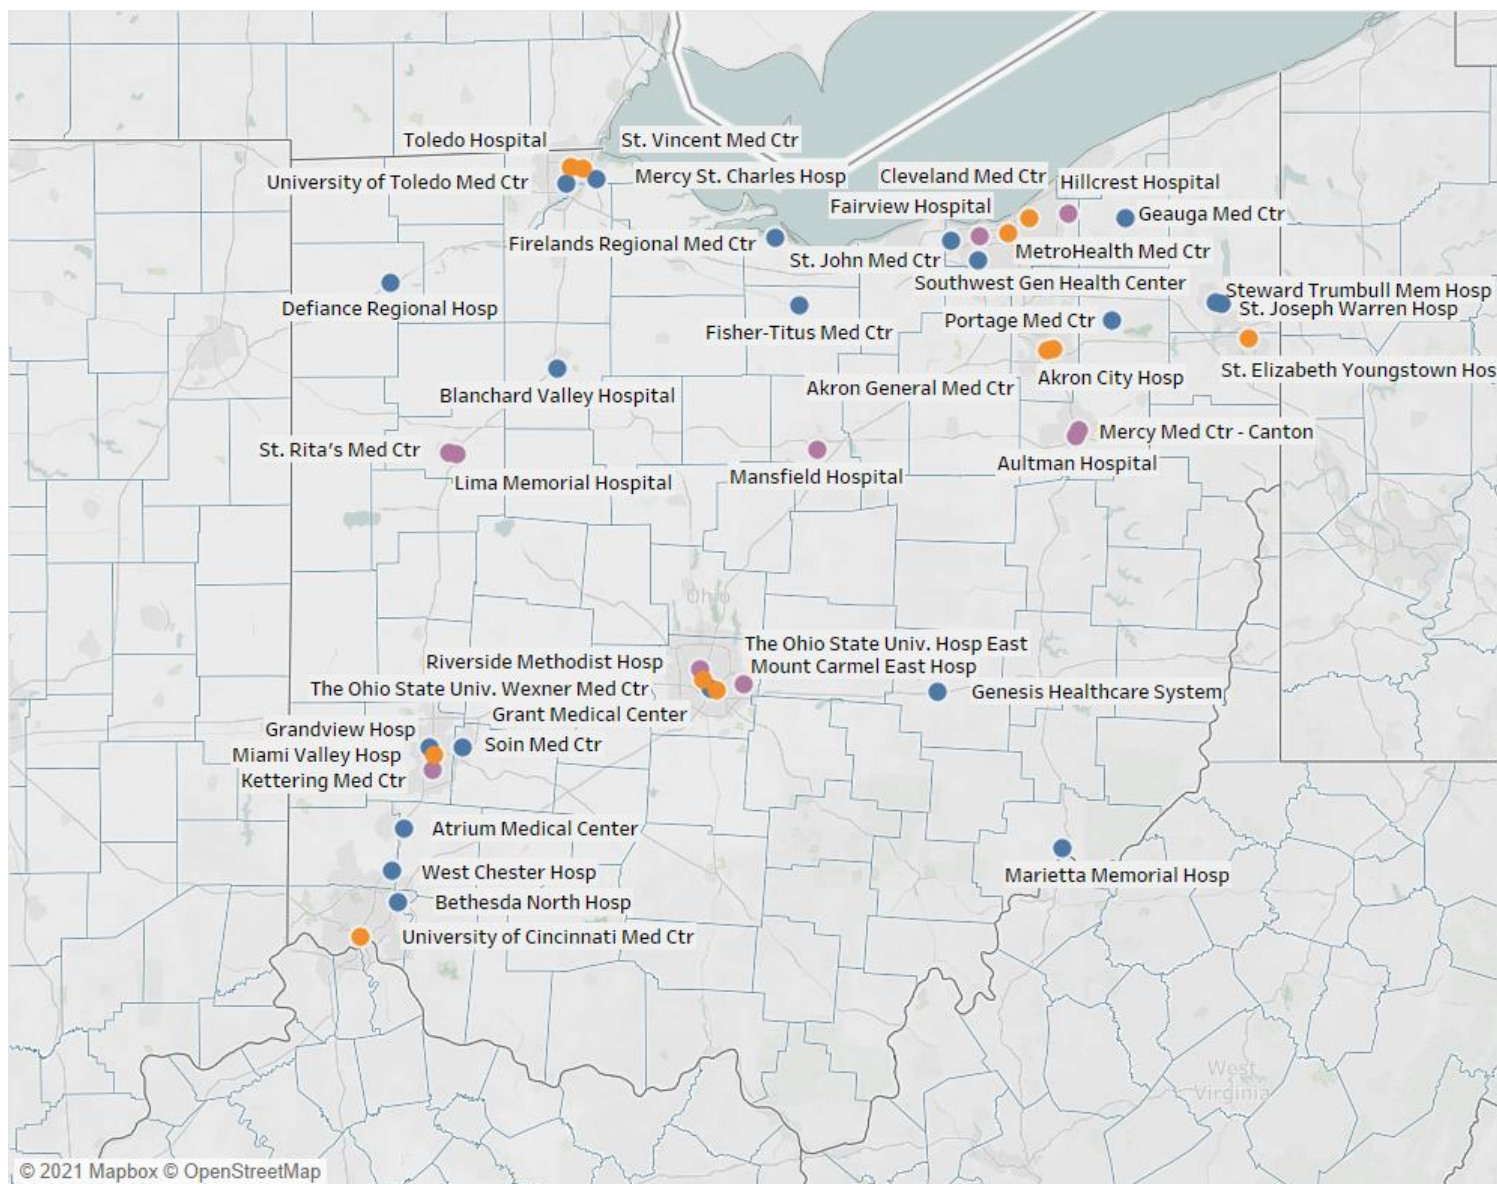 Toledo Hospital
St. Vincent Med Ctr
University of Toledo Med Ctr
Mercy St. Charles Hosp
Cleveland Med Ctr
Hillcrest Hospital
Fairview Hospital
Geauga Med Ctr
Firelands Regional Med Ctr
St. John Med Ctr
MetroHealth Med Ctr
Southwest Gen Health Center
Steward Trumbull Mem Hosp
St. Joseph Warren Hosp
Defiance Regional Hosp
Fisher-Titus Med Ctr
Portage Med Ctr
St. Elizabeth Youngstown Hos
Akron General Med Ctr
Akron City Hosp
Blanchard Valley Hospital
Mercy Med Ctr - Canton
St. Rita's Med Ctr
Aultman Hospital
Lima Memorial Hospital
Mansfield Hospital
Ohio
The Ohio State Univ. Hosp East
Riverside Methodist Hosp
Mount Carmel East Hosp
The Ohio State Univ. Wexner Med Ctr
Genesis Healthcare System
Grant Medical Center
Grandview Hosp
Soin Med Ctr
Miami Valley Hosp
Kettering Med Ctr
Atrium Medical Center
West Chester Hosp
Marietta Memorial Hosp
Bethesda North Hosp
University of Cincinnati Med Ctr
West
Virginia
© 2021 Mapbox © OpenStreetMap